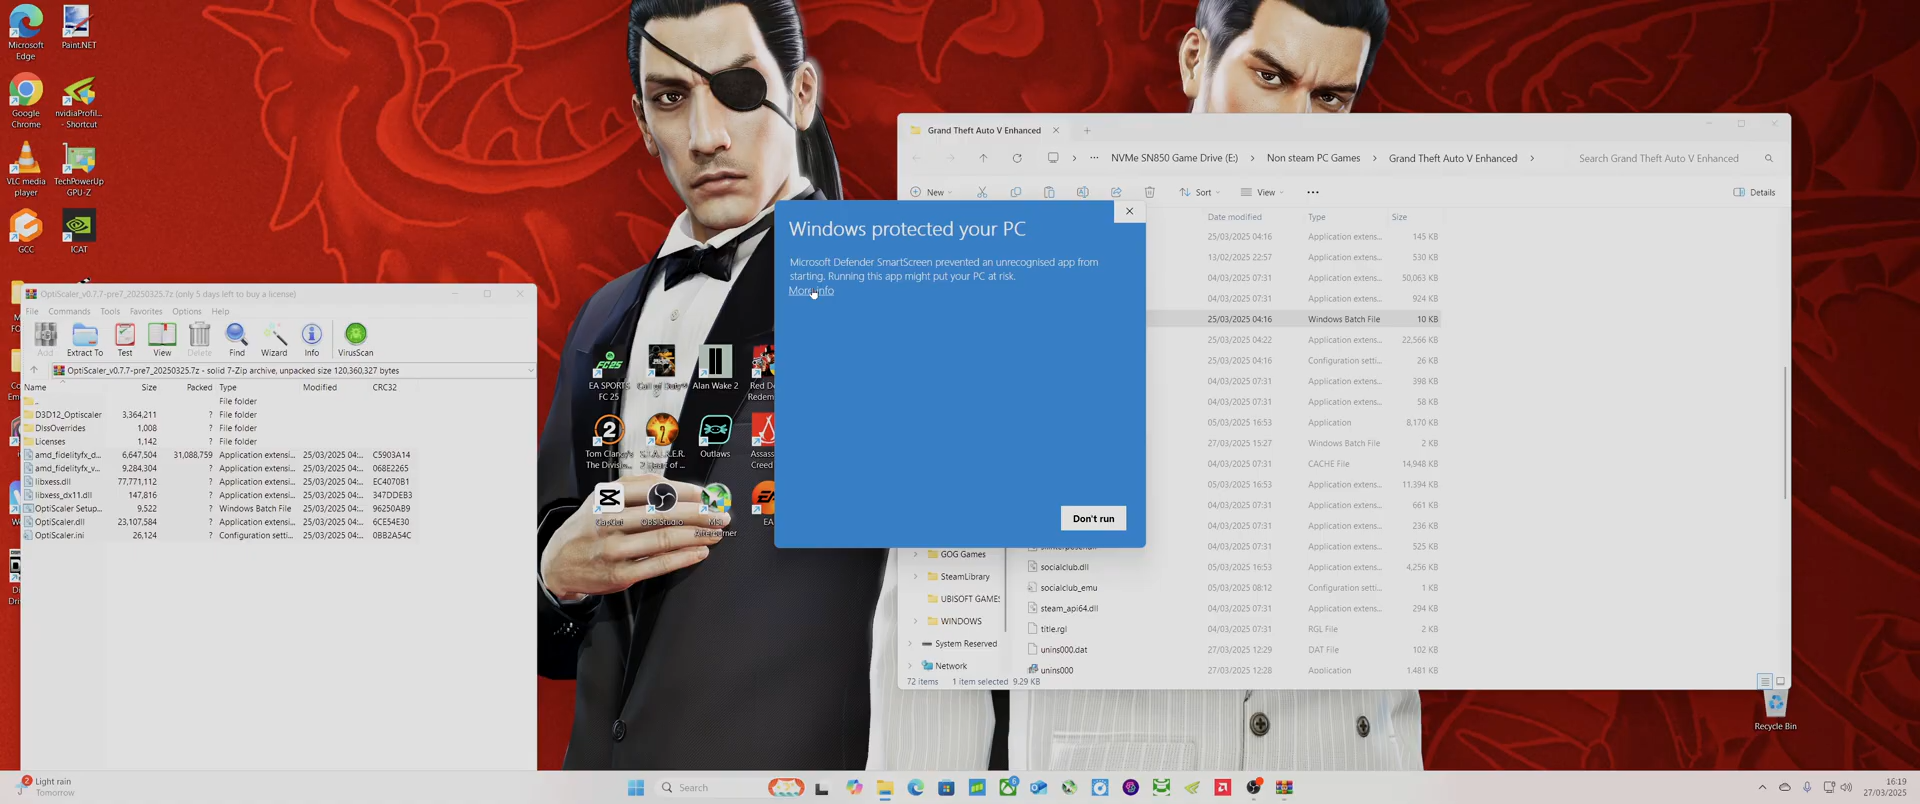 Microsoft
Edge
Paint.NET
Google
Chrome
nvidiaProfil...
- Shortcut
VLC media
player
TechPowerUp
GPU-Z
GCC
ICAT
OptiScaler_v0.7.7-pre7_20250325.7z (only 5 days left to buy a license)
File Commands Tools Favorites Options Help
Add Extract To Test View Delete Find Wizard Info VirusScan
OptiScaler_v0.7.7-pre7_20250325.7z - solid 7-Zip archive, unpacked size 120,360,327 bytes
Name Size Packed Type Modified CRC32
.. File folder
D3D12_Optiscaler 3,364,211 ? File folder
DlssOverrides 1,008 ? File folder
Licenses 1,142 ? File folder
amd_fidelityfx_d... 6,647,504 31,088,759 Application extensi... 25/03/2025 04:... C5903A14
amd_fidelityfx_v... 9,284,304 ? Application extensi... 25/03/2025 04:... 068E2265
libxess.dll 77,771,112 ? Application extensi... 25/03/2025 04:... EC4070B1
libxess_dx11.dll 147,816 ? Application extensi... 25/03/2025 04:... 347DDEB3
OptiScaler Setup... 9,522 ? Windows Batch File 25/03/2025 04:... 96250AB9
OptiScaler.dll 23,107,584 ? Application extensi... 25/03/2025 04:... 6CE54E30
OptiScaler.ini 26,124 ? Configuration setti... 25/03/2025 04:... 0BB2A54C
EA SPORTS
FC 25
Call of Duty
Alan Wake 2
Red De
Redem
Tom Clancy's
The Divisi...
S.T.A.L.K.E.R.
2 Heart of ...
Outlaws
Assas
Creed
CapCut
OBS Studio
MSI
Afterburner
EA
Windows protected your PC
Microsoft Defender SmartScreen prevented an unrecognised app from
starting. Running this app might put your PC at risk.
More info
Don't run
Grand Theft Auto V Enhanced
NVMe SN850 Game Drive (E:) > Non steam PC Games > Grand Theft Auto V Enhanced >
Search Grand Theft Auto V Enhanced
New Sort View ... Details
Date modified Type Size
25/03/2025 04:16 Application extens... 145 KB
13/02/2025 22:57 Application extens... 530 KB
04/03/2025 07:31 Application extens... 50,063 KB
04/03/2025 07:31 Application extens... 924 KB
25/03/2025 04:16 Windows Batch File 10 KB
25/03/2025 04:22 Application extens... 22,566 KB
25/03/2025 04:16 Configuration setti... 26 KB
04/03/2025 07:31 Application extens... 398 KB
04/03/2025 07:31 Application extens... 58 KB
05/03/2025 16:53 Application 8,170 KB
27/03/2025 15:27 Windows Batch File 2 KB
04/03/2025 07:31 CACHE File 14,948 KB
05/03/2025 16:53 Application extens... 11,394 KB
04/03/2025 07:31 Application extens... 661 KB
04/03/2025 07:31 Application extens... 236 KB
04/03/2025 07:31 Application extens... 525 KB
socialclub.dll 05/03/2025 16:53 Application extens... 4,256 KB
socialclub_emu 05/03/2025 08:12 Configuration setti... 1 KB
steam_api64.dll 04/03/2025 07:31 Application extens... 294 KB
title.rgl 04/03/2025 07:31 RGL File 2 KB
unins000.dat 27/03/2025 12:29 DAT File 102 KB
unins000 27/03/2025 12:28 Application 1,481 KB
GOG Games
SteamLibrary
UBISOFT GAMES
WINDOWS
System Reserved
Network
72 items 1 item selected 9.29 KB
Recycle Bin
2
Light rain
Tomorrow
Search
6
16:19
27/03/2025